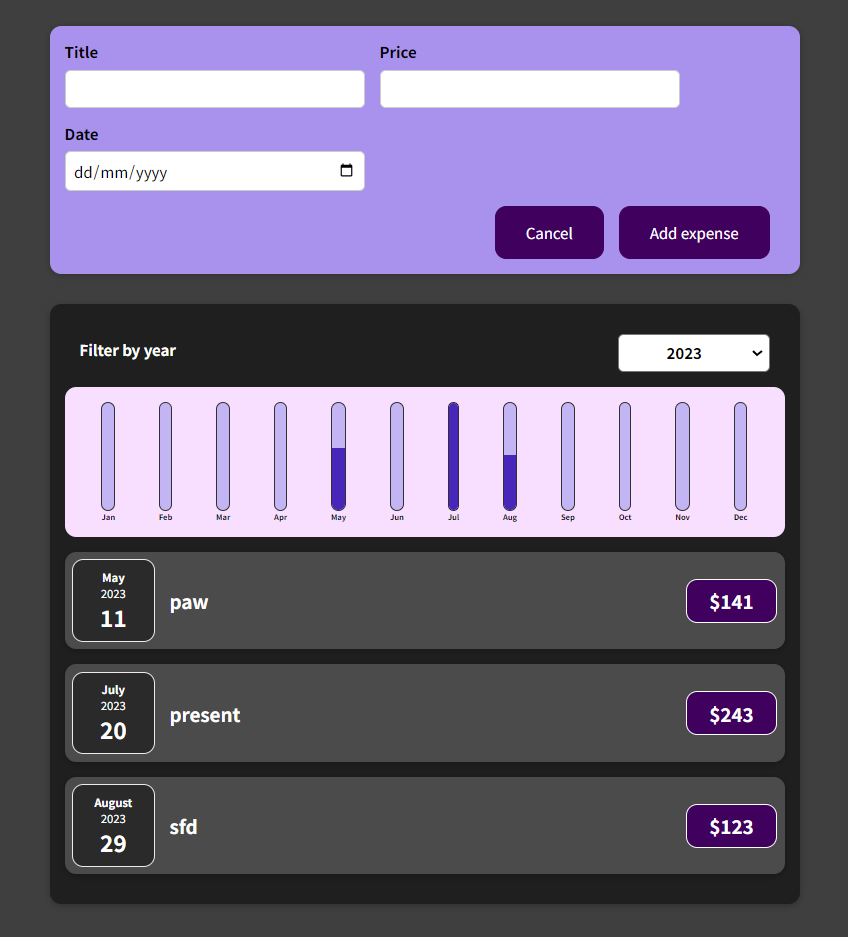 Title Price
Date
dd/mm/yyyy
Cancel Add expense
Filter by year 2023
Jan Feb Mar Apr May Jun Jul Aug Sep Oct Nov Dec
May
2023
11
paw
$141
July
2023
20
present
$243
August
2023
29
sfd
$123